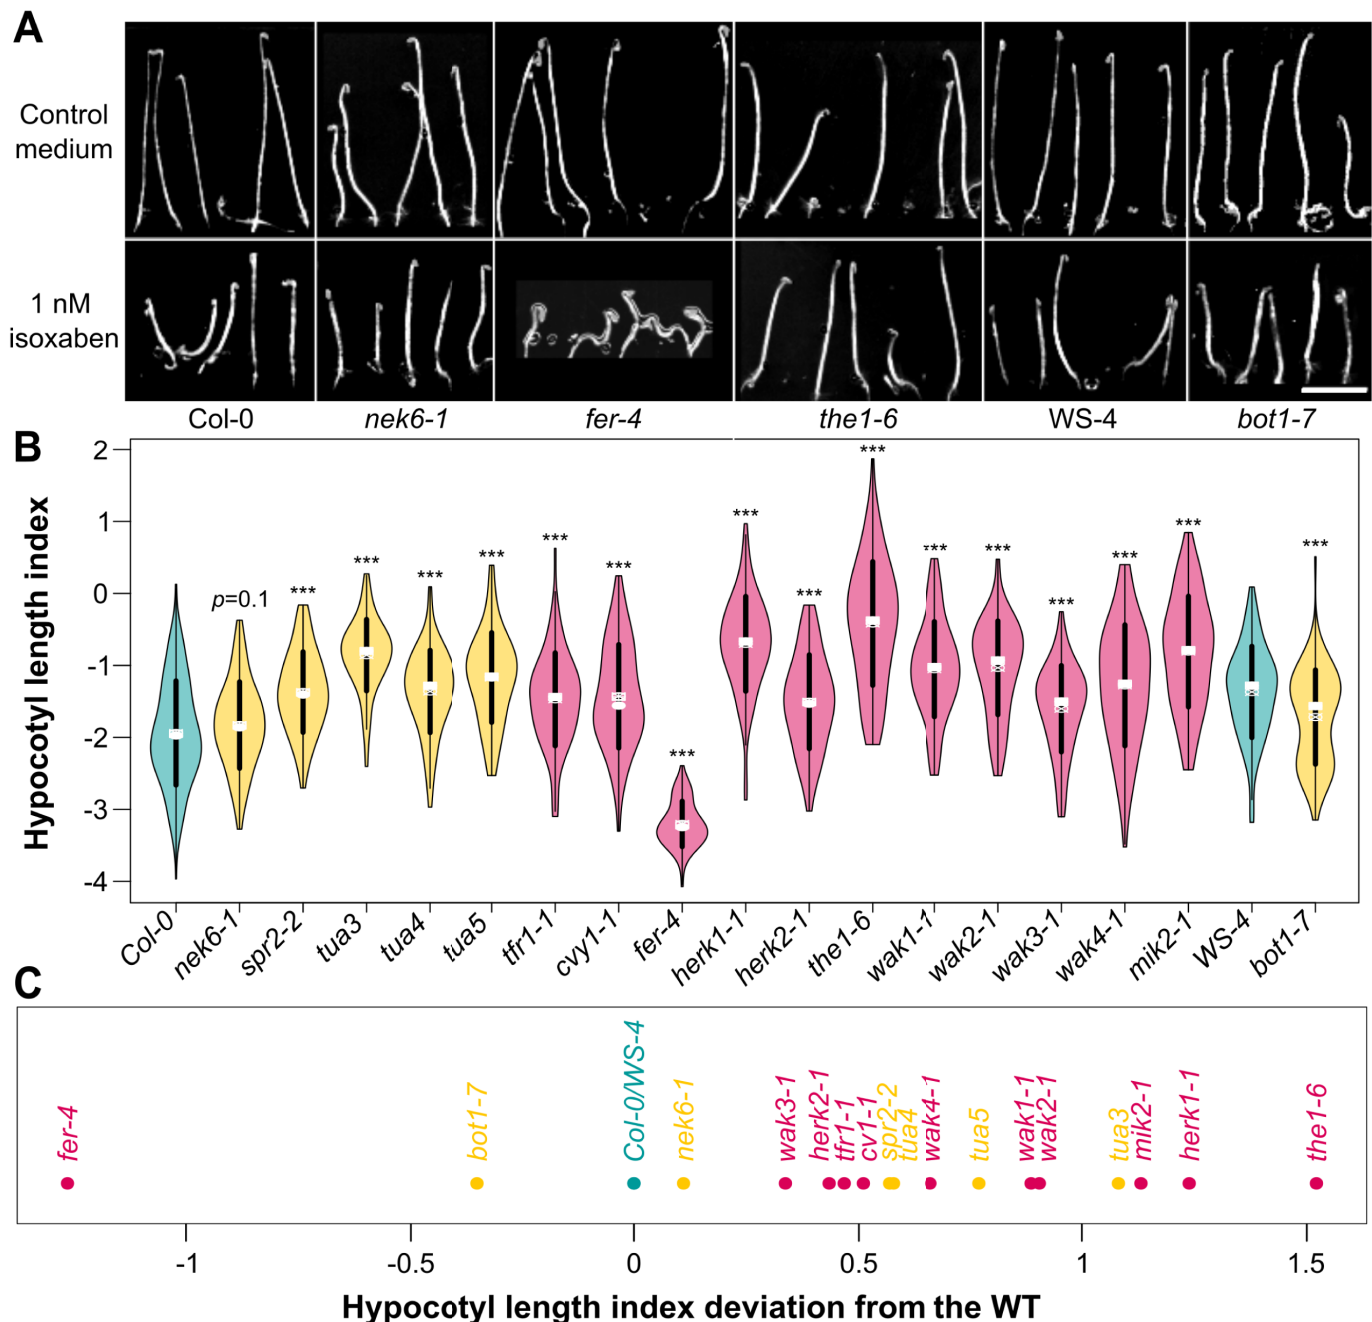 A
Control
medium
1 nM
isoxaben
Col-0 nek6-1 fer-4 the1-6 WS-4 bot1-7
B
Hypocotyl length index
2
1
0
-1
-2
-3
-4
p=0.1 *** *** *** *** *** *** *** *** *** *** *** *** *** *** *** ***
Col-0 nek6-1 spr2-2 tua3 tua4 tua5 tfr1-1 cvy1-1 fer-4 herk1-1 herk2-1 the1-6 wak1-1 wak2-1 wak3-1 wak4-1 mik2-1 WS-4 bot1-7
C
fer-4 bot1-7 Col-0/WS-4 nek6-1 wak3-1 herk2-1 tfr1-1 cv1-1 spr2-2 tua4 wak4-1 tua5 wak1-1 wak2-1 tua3 mik2-1 herk1-1 the1-6
-1 -0.5 0 0.5 1 1.5
Hypocotyl length index deviation from the WT